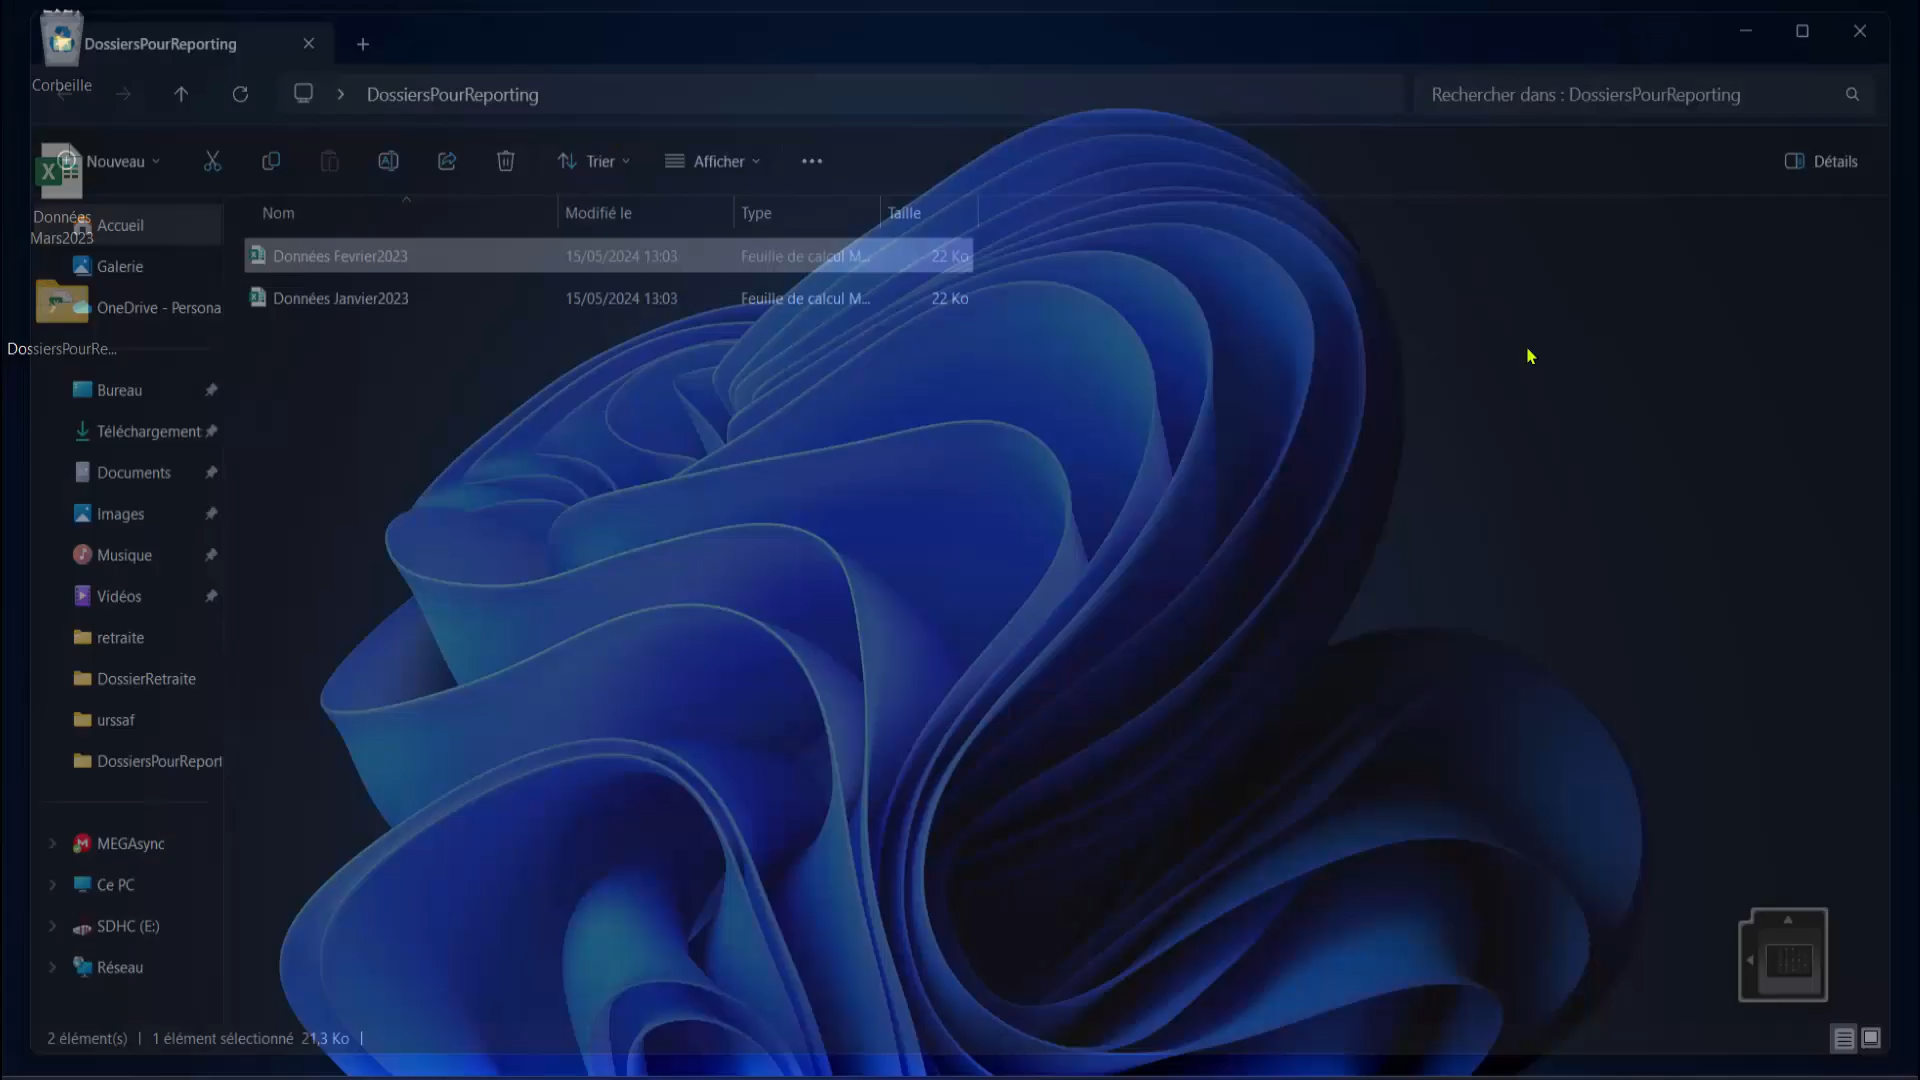 DossiersPourReporting
Corbeille
DossiersPourReporting
Rechercher dans : DossiersPourReporting
Nouveau
Trier
Afficher
Détails
Nom
Modifié le
Type
Taille
Données
Mars2023
Accueil
Données Fevrier2023
15/05/2024 13:03
Feuille de calcul M...
22 Ko
Galerie
Données Janvier2023
15/05/2024 13:03
Feuille de calcul M...
22 Ko
OneDrive - Persona
DossiersPourRe...
Bureau
Téléchargement
Documents
Images
Musique
Vidéos
retraite
DossierRetraite
urssaf
DossiersPourReport
MEGAsync
Ce PC
SDHC (E:)
Réseau
2 élément(s)
1 élément sélectionné 21,3 Ko